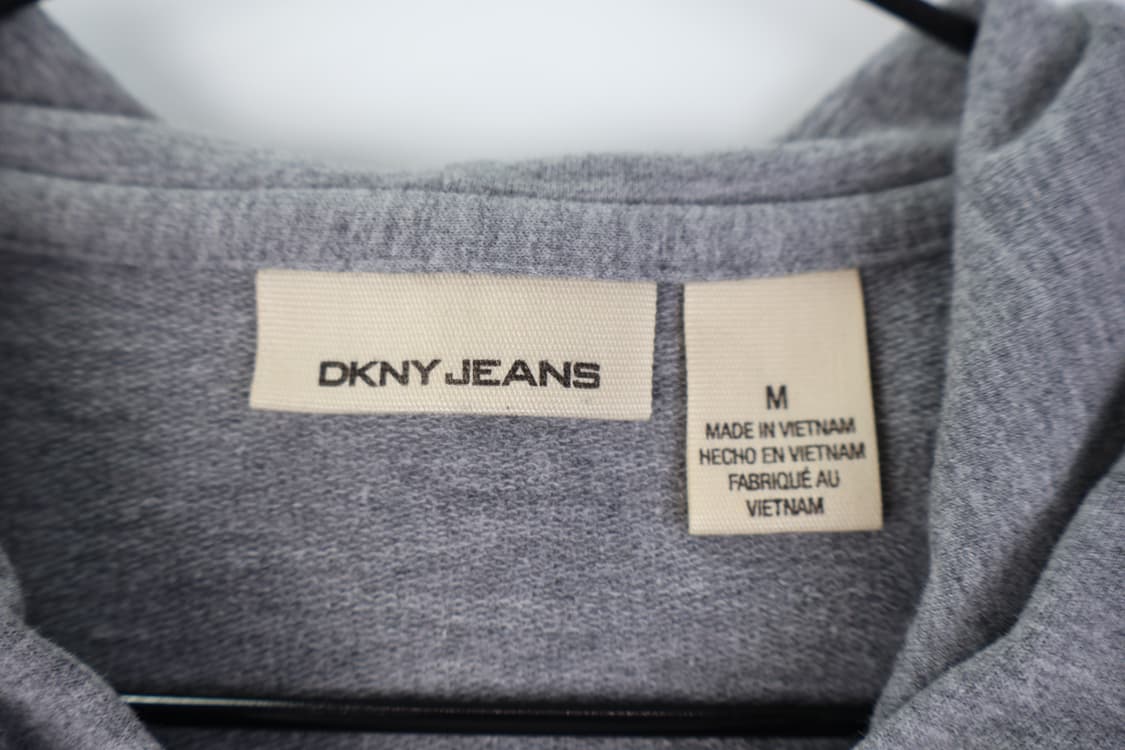 DKNY JEANS
M
MADE IN VIETNAM
HECHO EN VIETNAM
FABRIQUÉ AU
VIETNAM